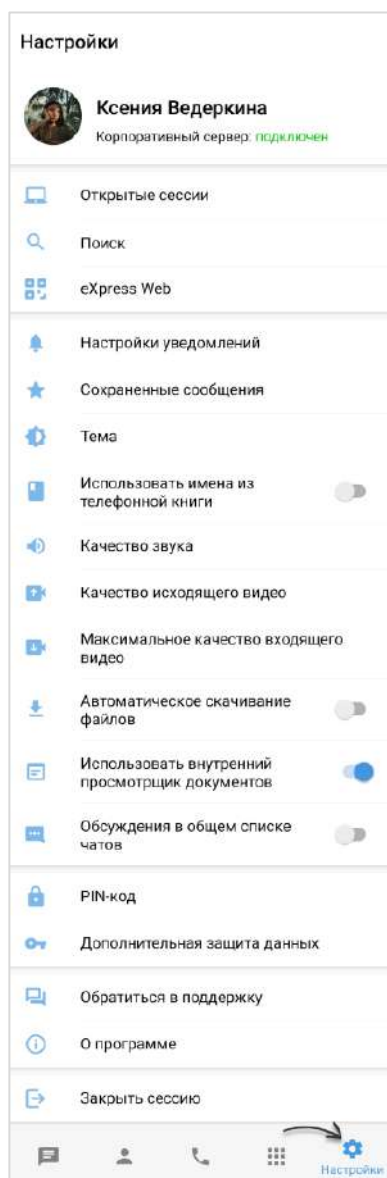 Настройки
Ксения Ведеркина
Корпоративный сервер: подключен
Открытые сессии
Поиск
eXpress Web
Настройки уведомлений
Сохраненные сообщения
Тема
Использовать имена из
телефонной книги
Качество звука
Качество исходящего видео
Максимальное качество входящего
видео
Автоматическое скачивание
файлов
Использовать внутренний
просмотрщик документов
Обсуждения в общем списке
чатов
PIN-код
Дополнительная защита данных
Обратиться в поддержку
О программе
Закрыть сессию
Настройки